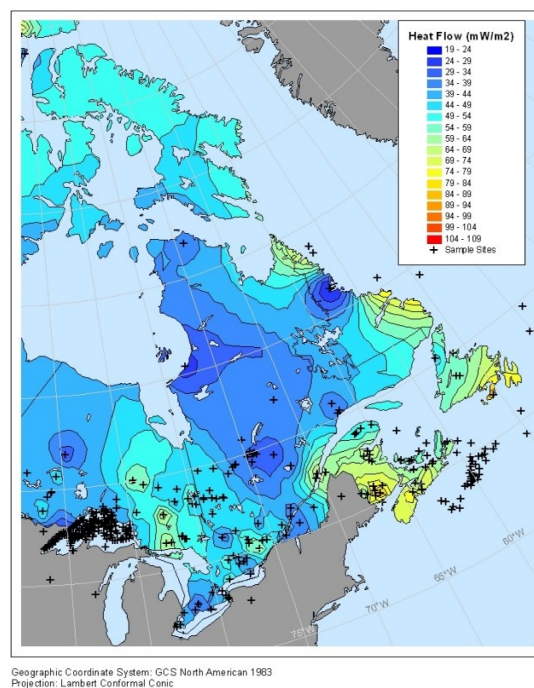 Heat Flow (mW/m2)
19 - 24
24 - 29
29 - 34
34 - 39
39 - 44
44 - 49
49 - 54
54 - 59
59 - 64
64 - 69
69 - 74
74 - 79
79 - 84
84 - 89
89 - 94
94 - 99
99 - 104
104 - 109
Sample Sites
60°W
65°W
70°W
75°W
Geographic Coordinate System: GCS North American 1983
Projection: Lambert Conformal Conic